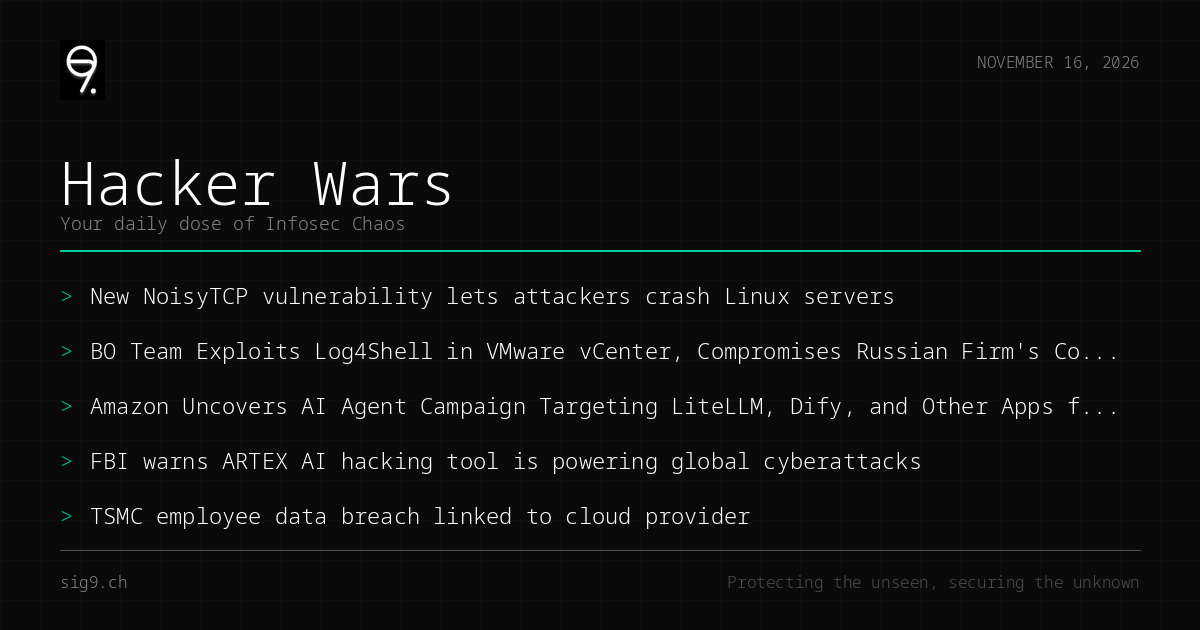 9.
NOVEMBER 16, 2026
Hacker Wars
Your daily dose of Infosec Chaos
> New NoisyTCP vulnerability lets attackers crash Linux servers
> BO Team Exploits Log4Shell in VMware vCenter, Compromises Russian Firm's Co...
> Amazon Uncovers AI Agent Campaign Targeting LiteLLM, Dify, and Other Apps f...
> FBI warns ARTEX AI hacking tool is powering global cyberattacks
> TSMC employee data breach linked to cloud provider
sig9.ch
Protecting the unseen, securing the unknown